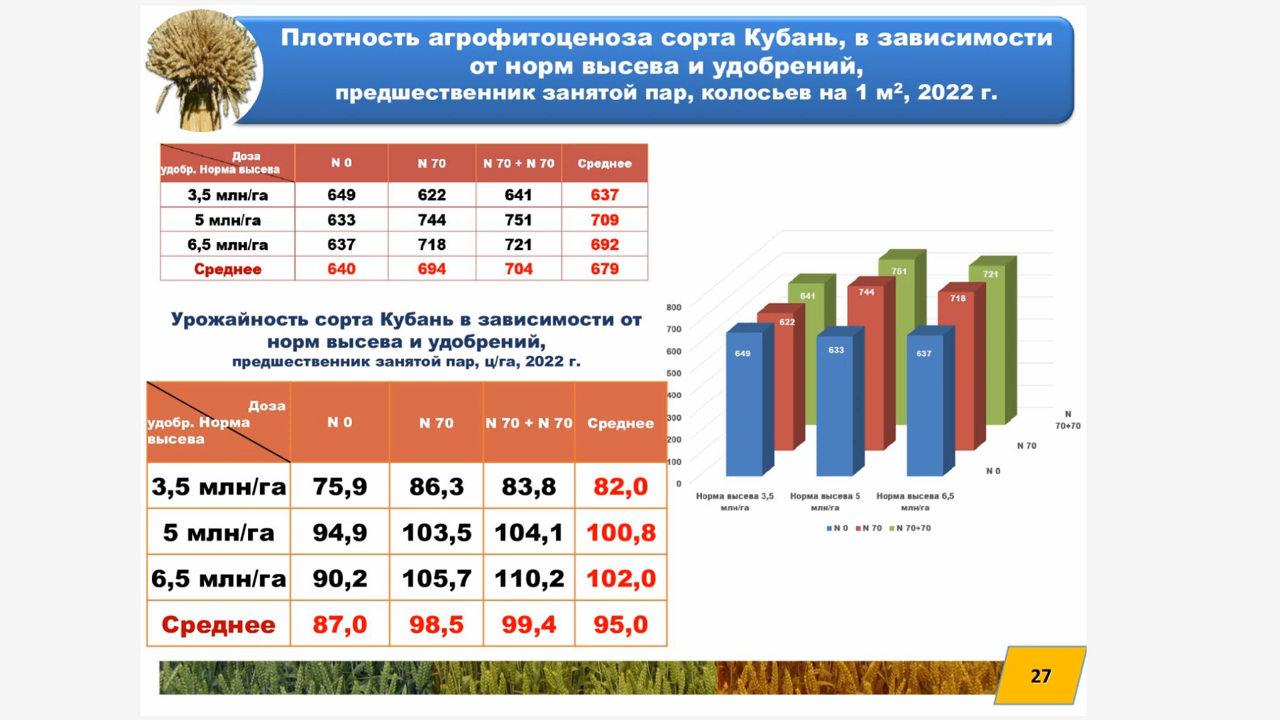 Плотность агрофитоценоза сорта Кубань, в зависимости
от норм высева и удобрений,
предшественник занятой пар, колосьев на 1 м², 2022 г.
Доза
удобр. Норма высева
N 0
N 70
N 70 + N 70
Среднее
3,5 млн/га 649 622 641 637
5 млн/га 633 744 751 709
6,5 млн/га 637 718 721 692
Среднее 640 694 704 679
Урожайность сорта Кубань в зависимости от
норм высева и удобрений,
предшественник занятой пар, ц/га, 2022 г.
Доза
удобр. Норма
высева
N 0
N 70
N 70 + N 70
Среднее
3,5 млн/га 75,9 86,3 83,8 82,0
5 млн/га 94,9 103,5 104,1 100,8
6,5 млн/га 90,2 105,7 110,2 102,0
Среднее 87,0 98,5 99,4 95,0
800
700
600
500
400
300
200
100
0
649
622
641
633
744
751
637
718
721
N
70+70
N 70
N 0
Норма высева 3,5
млн/га
Норма высева 5
млн/га
Норма высева 6,5
млн/га
N 0 N 70 N 70+70
27